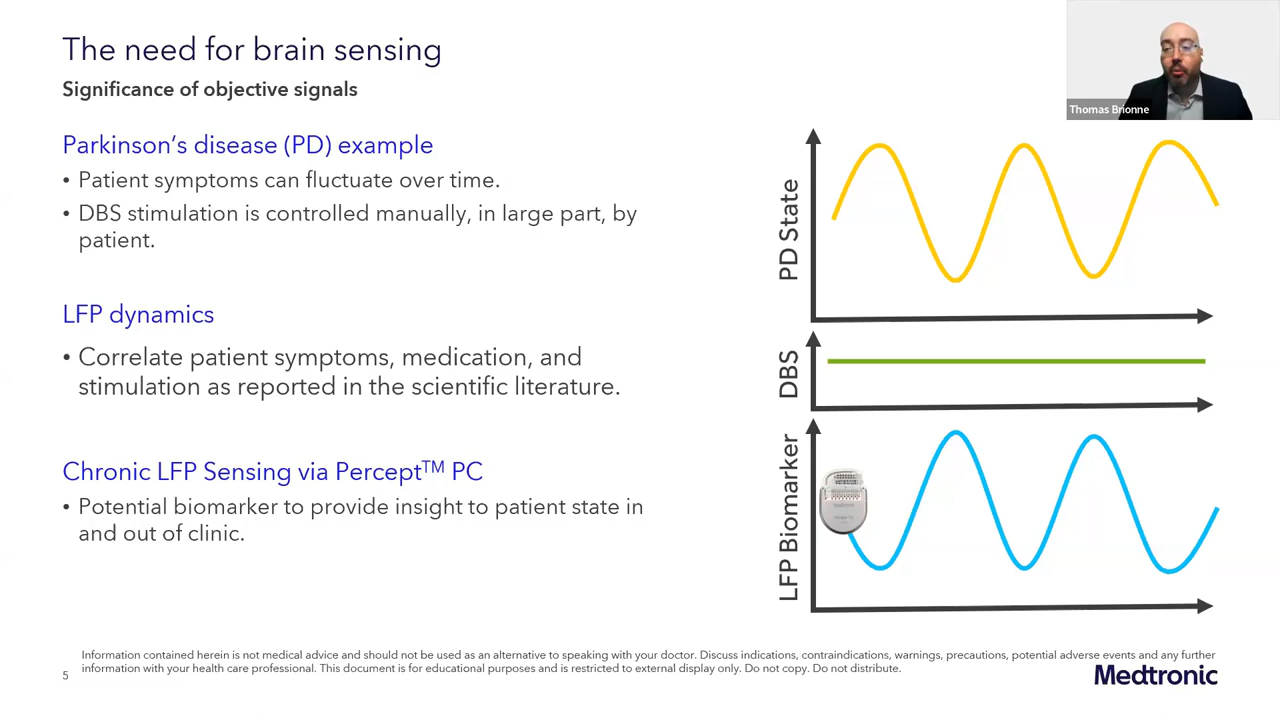 The need for brain sensing
Significance of objective signals
Thomas Brionne
Parkinson's disease (PD) example
• Patient symptoms can fluctuate over time.
• DBS stimulation is controlled manually, in large part, by
patient.
LFP dynamics
• Correlate patient symptoms, medication, and
stimulation as reported in the scientific literature.
Chronic LFP Sensing via Percept™ PC
• Potential biomarker to provide insight to patient state in
and out of clinic.
PD State
DBS
LFP Biomarker
Information contained herein is not medical advice and should not be used as an alternative to speaking with your doctor. Discuss indications, contraindications, warnings, precautions, potential adverse events and any further
information with your health care professional. This document is for educational purposes and is restricted to external display only. Do not copy. Do not distribute.
5
Medtronic